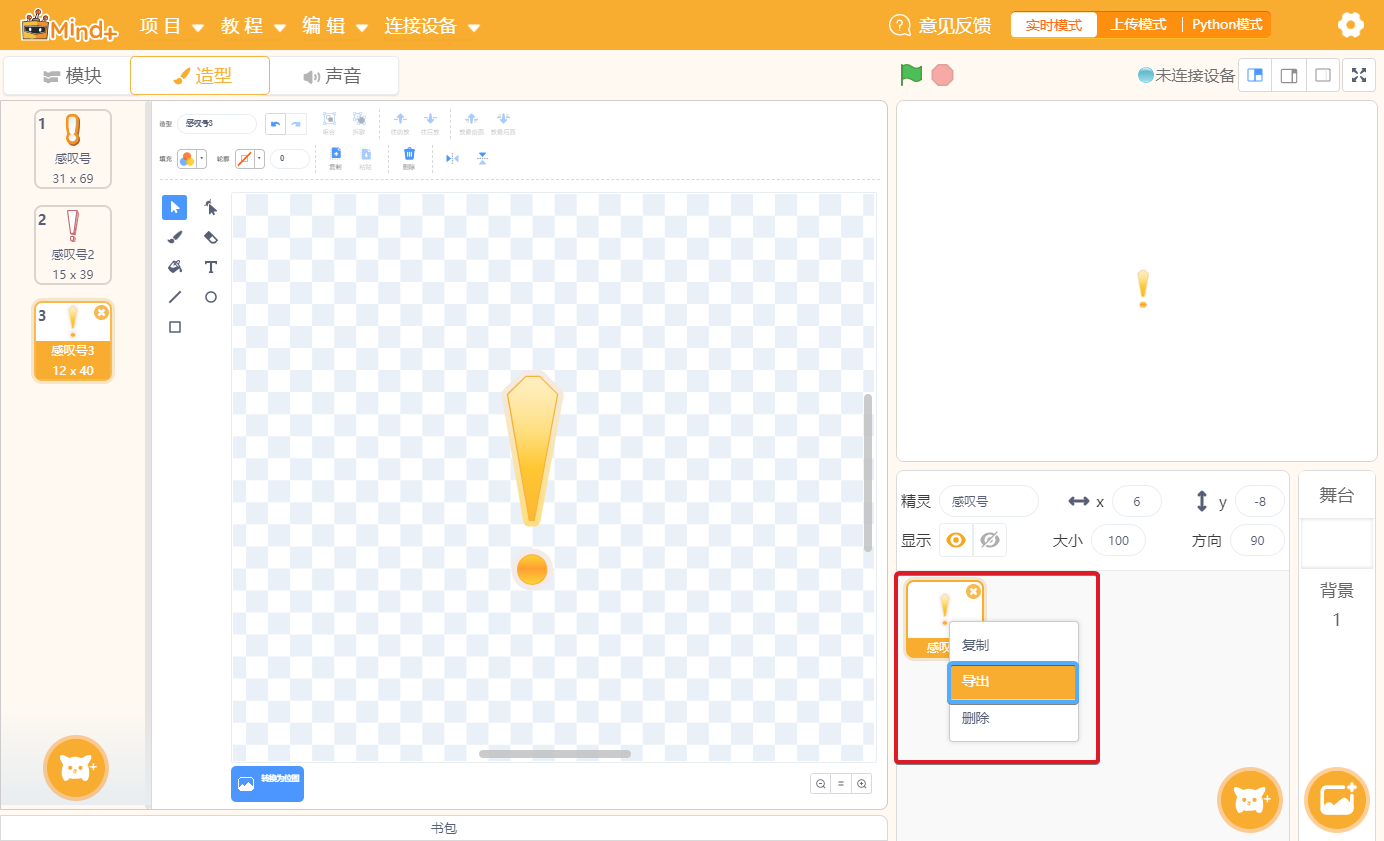 Mind+ 项目 教程 编辑 连接设备 意见反馈 实时模式 上传模式 Python模式
模块 造型 声音 未连接设备
1
感叹号
31 x 69
2
感叹号2
15 x 39
3
感叹号3
12 x 40
造型 感叹号3 组合 拆散 往前放 往后放 放最前面 放最后面
填充 轮廓 0 复制 粘贴 删除
T
转换为位图
书包
精灵 感叹号 x 6 y -8
显示 大小 100 方向 90
感叹
复制
导出
删除
舞台
背景
1